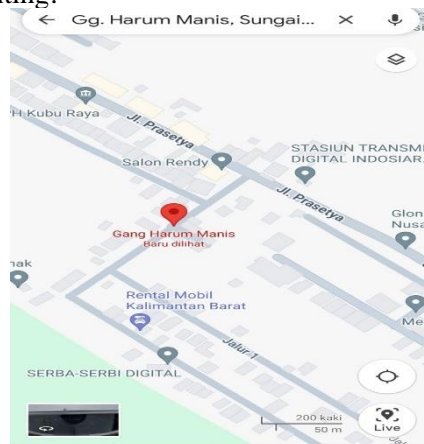 Gg. Harum Manis, Sungai...
H Kubu Raya
Jl. Prasetya
Salon Rendy
STASIUN TRANSMI
DIGITAL INDOSIAR.
Jl. Prasetya
Glon
Nusa
Gang Harum Manis
Baru dilihat
nak
Rental Mobil
Kalimantan Barat
Me
Jalur 1
SERBA-SERBI DIGITAL
200 kaki
50 m
Live